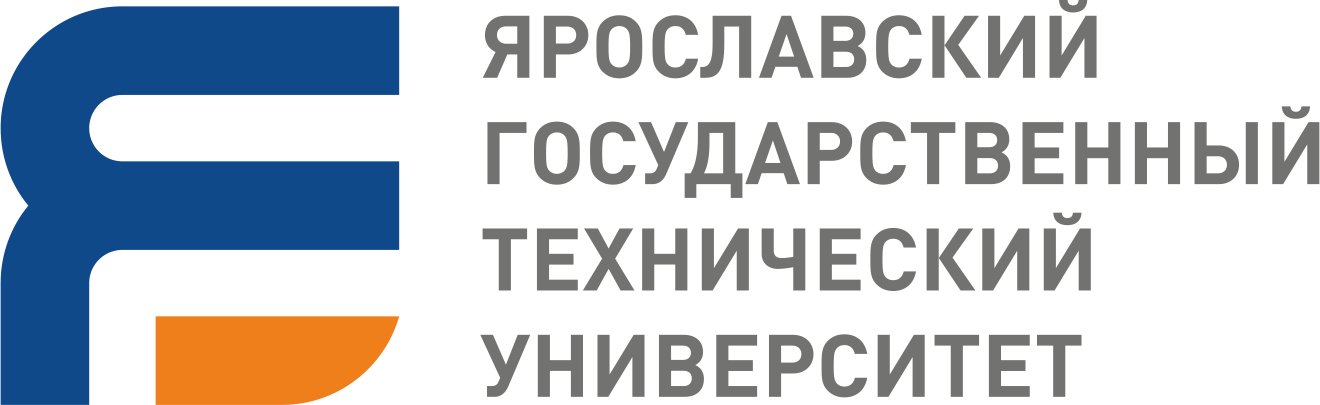 ЯРОСЛАВСКИЙ
ГОСУДАРСТВЕННЫЙ
ТЕХНИЧЕСКИЙ
УНИВЕРСИТЕТ